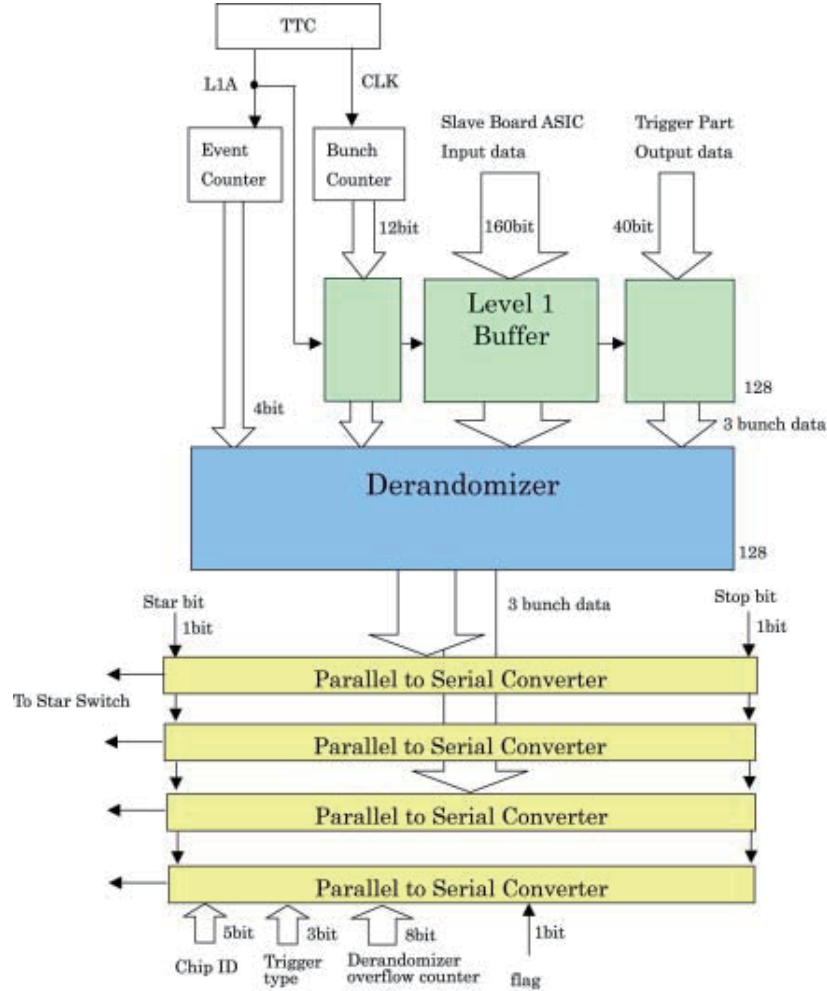 TTC
L1A
CLK
Event
Counter
Bunch
Counter
Slave Board ASIC
Input data
Trigger Part
Output data
12bit
160bit
40bit
Level 1
Buffer
128
4bit
3 bunch data
Derandomizer
128
Star bit
1bit
3 bunch data
Stop bit
1bit
Parallel to Serial Converter
To Star Switch
Parallel to Serial Converter
Parallel to Serial Converter
Parallel to Serial Converter
5bit
3bit
8bit
1bit
Chip ID
Trigger
type
Derandomizer
overflow counter
flag